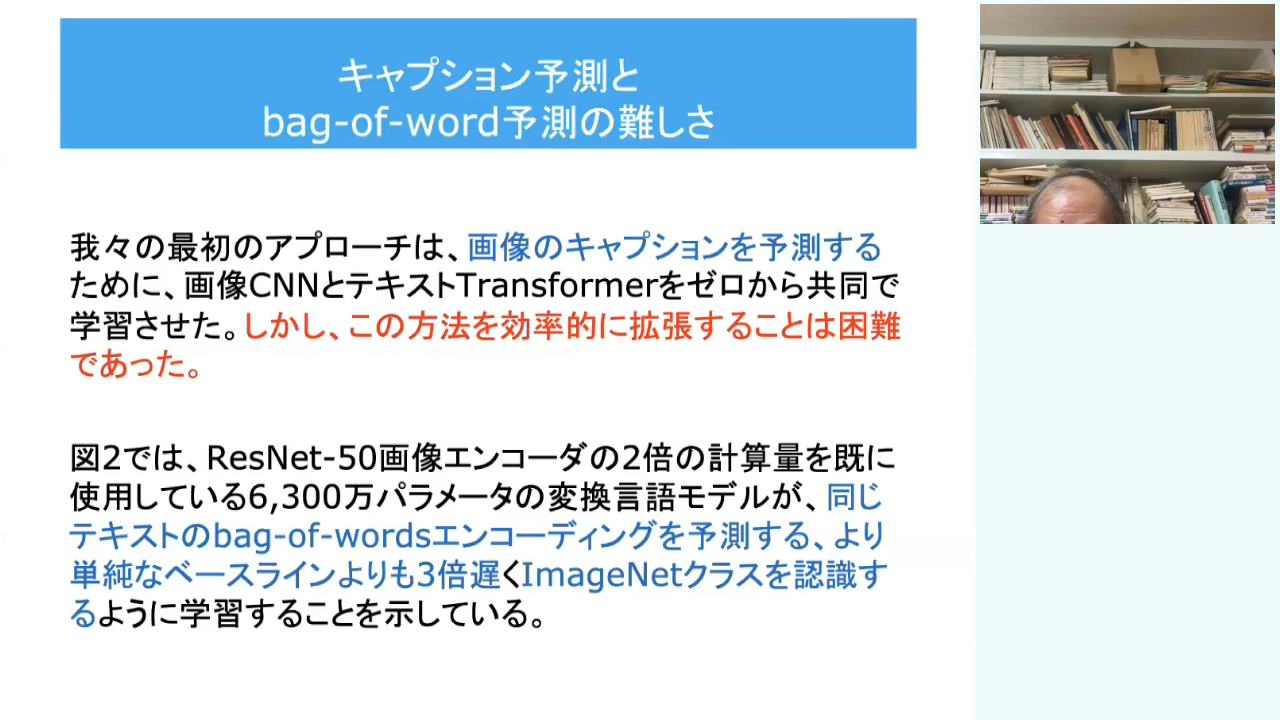 キャプション予測と
bag-of-word予測の難しさ
我々の最初のアプローチは、画像のキャプションを予測する
ために、画像CNNとテキストTransformerをゼロから共同で
学習させた。しかし、この方法を効率的に拡張することは困難
であった。
図2では、ResNet-50画像エンコーダの2倍の計算量を既に
使用している6,300万パラメータの変換言語モデルが、同じ
テキストのbag-of-wordsエンコーディングを予測する、より
単純なベースラインよりも3倍遅くImageNetクラスを認識す
るように学習することを示している。